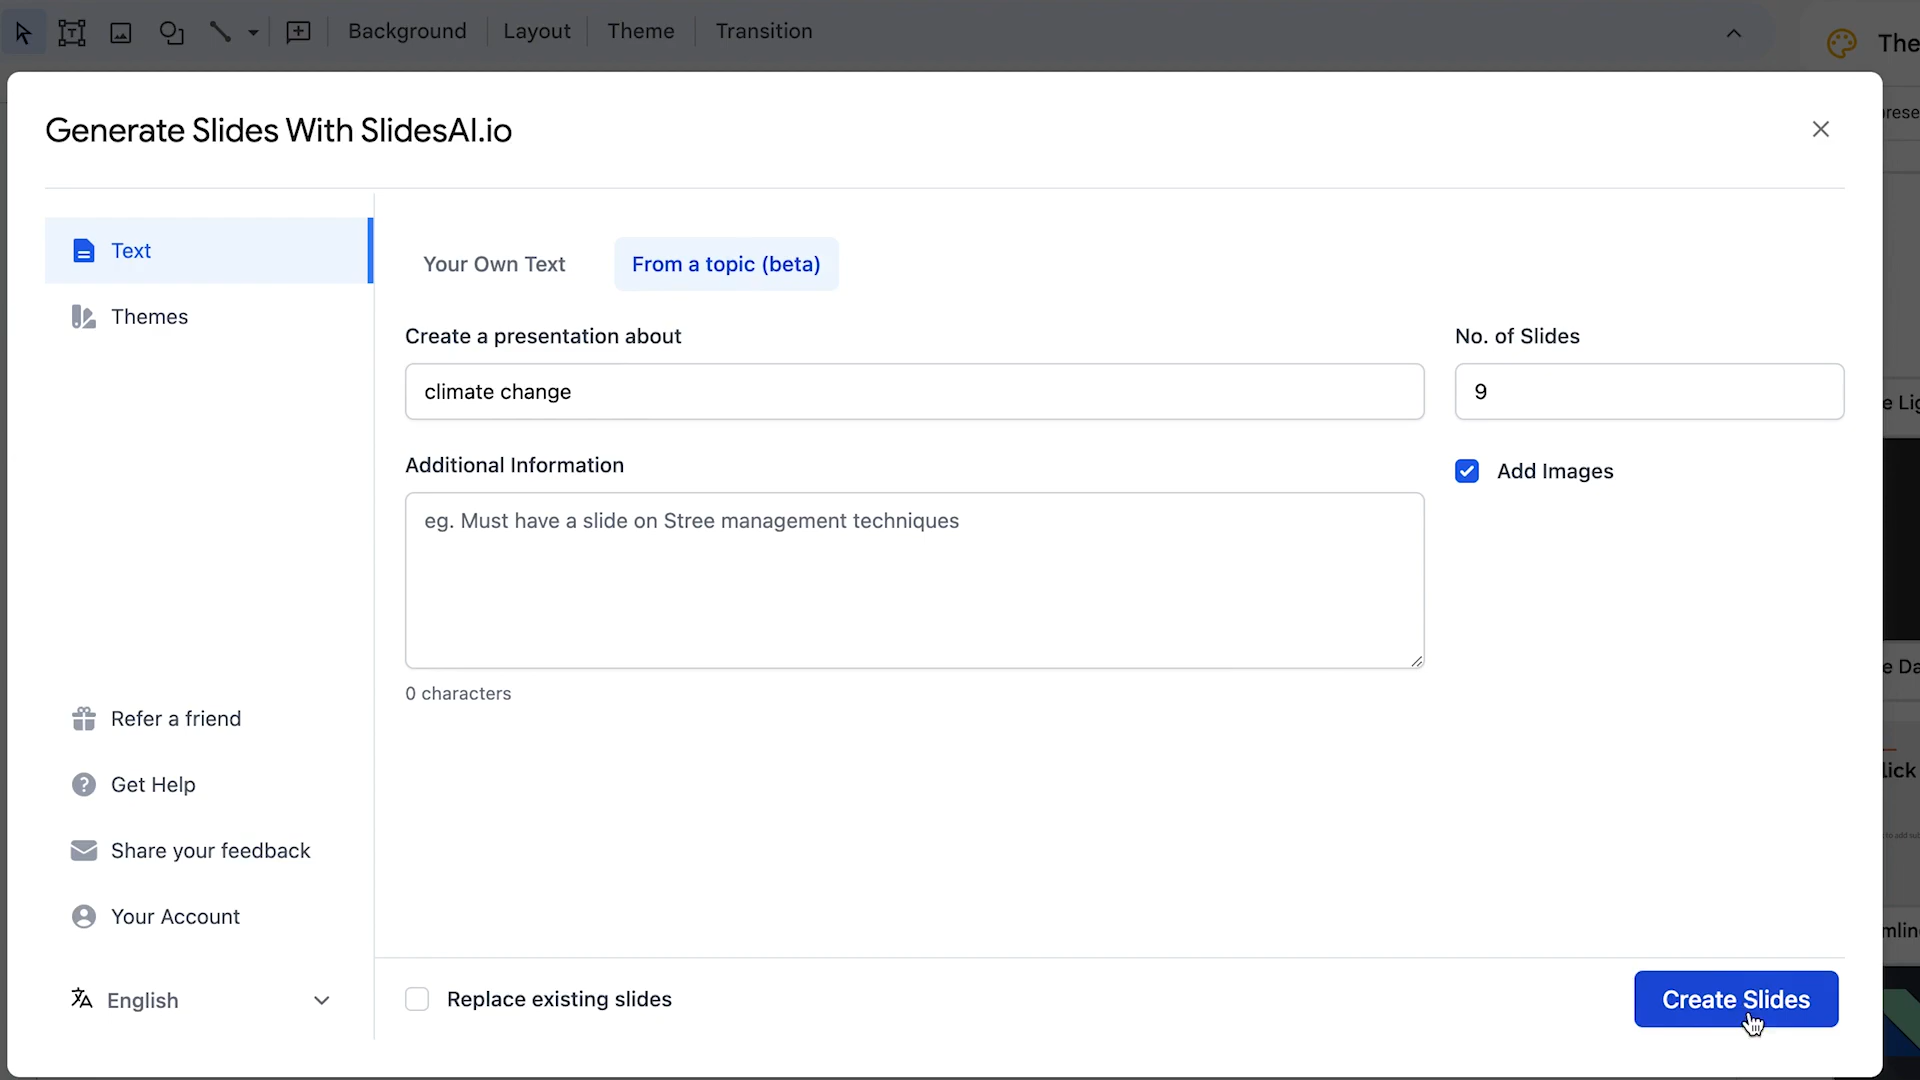 Background
Layout
Theme
Transition
The
Generate Slides With SlidesAI.io
Text
Themes
Your Own Text
From a topic (beta)
Create a presentation about
climate change
No. of Slides
9
Additional Information
eg. Must have a slide on Stree management techniques
0 characters
Add Images
Refer a friend
Get Help
Share your feedback
Your Account
English
Replace existing slides
Create Slides